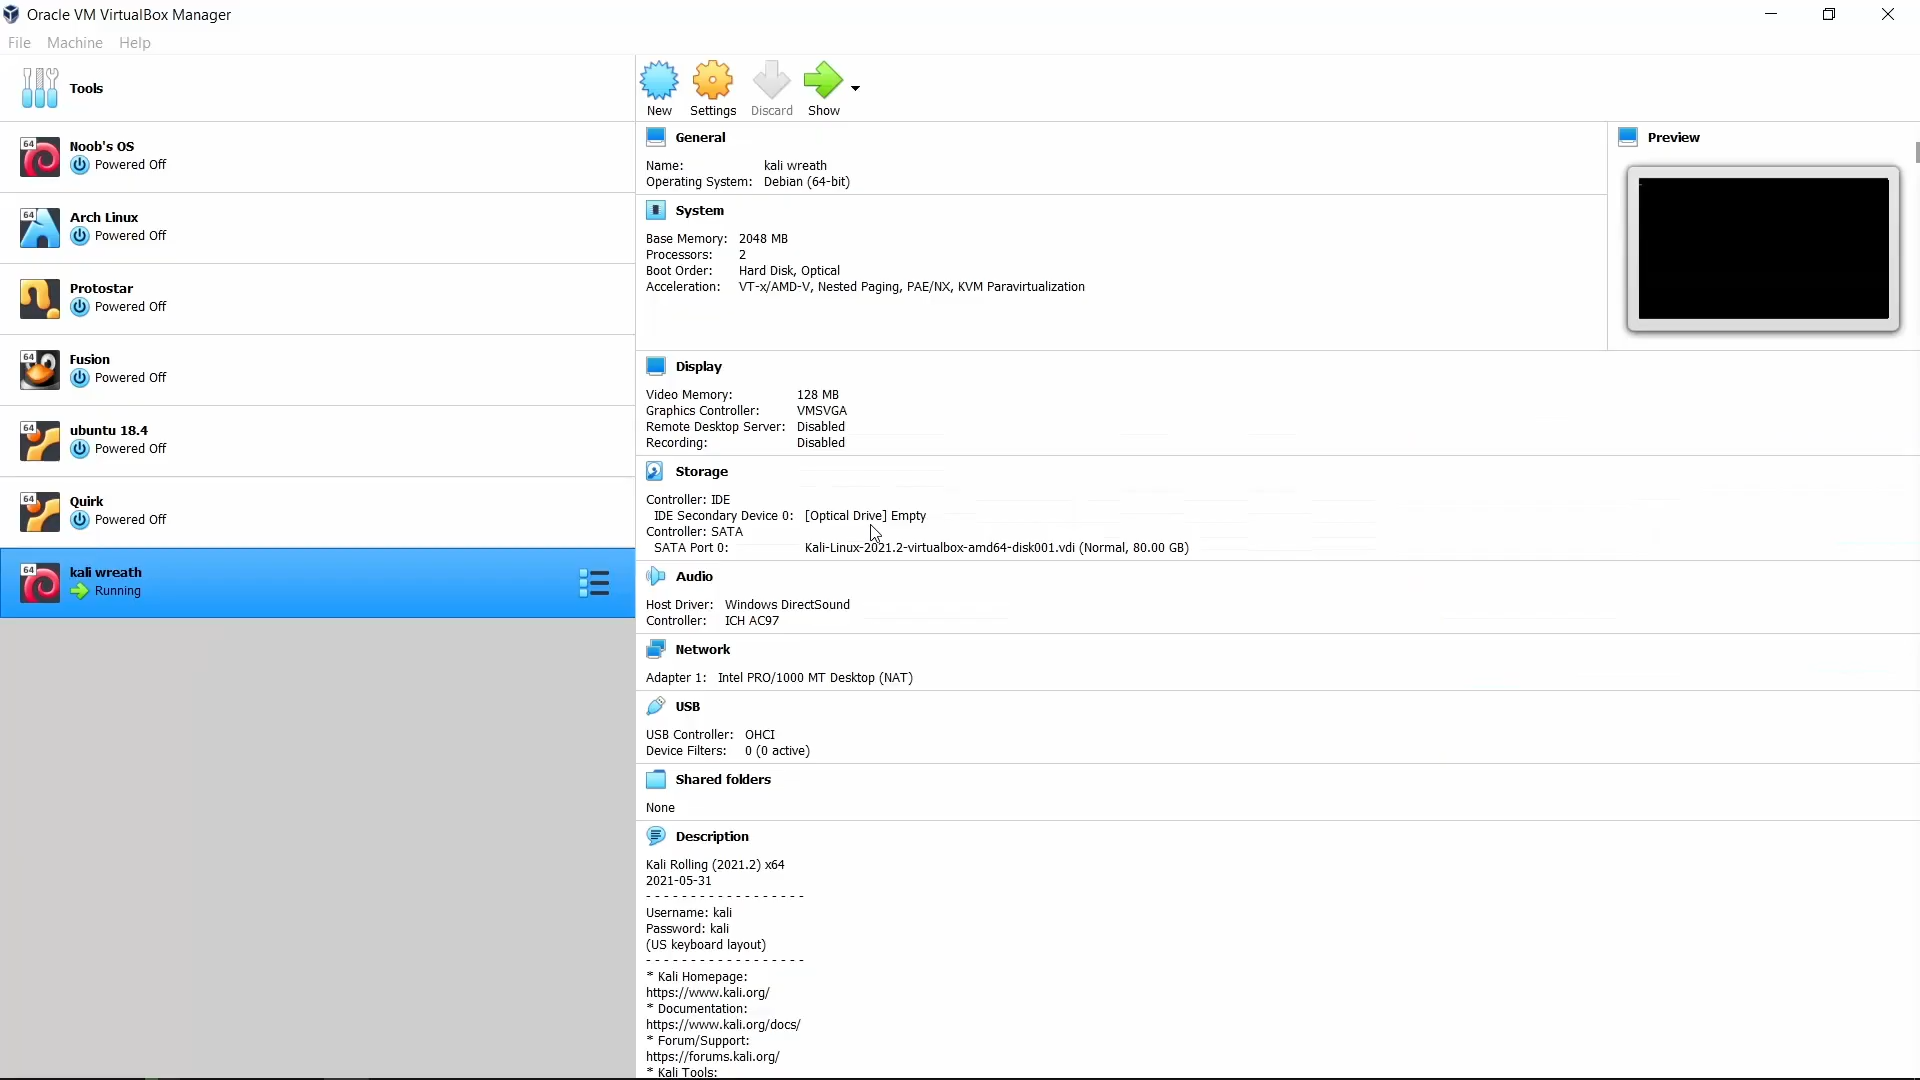 Oracle VM VirtualBox Manager
File Machine Help
Tools
New Settings Discard Show
64 Noob's OS
Powered Off
64 Arch Linux
Powered Off
Protostar
Powered Off
64 Fusion
Powered Off
64 ubuntu 18.4
Powered Off
64 Quirk
Powered Off
64 kali wreath
Running
General
Name: kali wreath
Operating System: Debian (64-bit)
Preview
System
Base Memory: 2048 MB
Processors: 2
Boot Order: Hard Disk, Optical
Acceleration: VT-x/AMD-V, Nested Paging, PAE/NX, KVM Paravirtualization
Display
Video Memory: 128 MB
Graphics Controller: VMSVGA
Remote Desktop Server: Disabled
Recording: Disabled
Storage
Controller: IDE
IDE Secondary Device 0: [Optical Drive] Empty
Controller: SATA
SATA Port 0: Kali-Linux-2021.2-virtualbox-amd64-disk001.vdi (Normal, 80.00 GB)
Audio
Host Driver: Windows DirectSound
Controller: ICH AC97
Network
Adapter 1: Intel PRO/1000 MT Desktop (NAT)
USB
USB Controller: OHCI
Device Filters: 0 (0 active)
Shared folders
None
Description
Kali Rolling (2021.2) x64
2021-05-31
- - - - - - - - - - - - - - - - - -
Username: kali
Password: kali
(US keyboard layout)
- - - - - - - - - - - - - - - - - -
* Kali Homepage:
https://www.kali.org/
* Documentation:
https://www.kali.org/docs/
* Forum/Support:
https://forums.kali.org/
* Kali Tools: